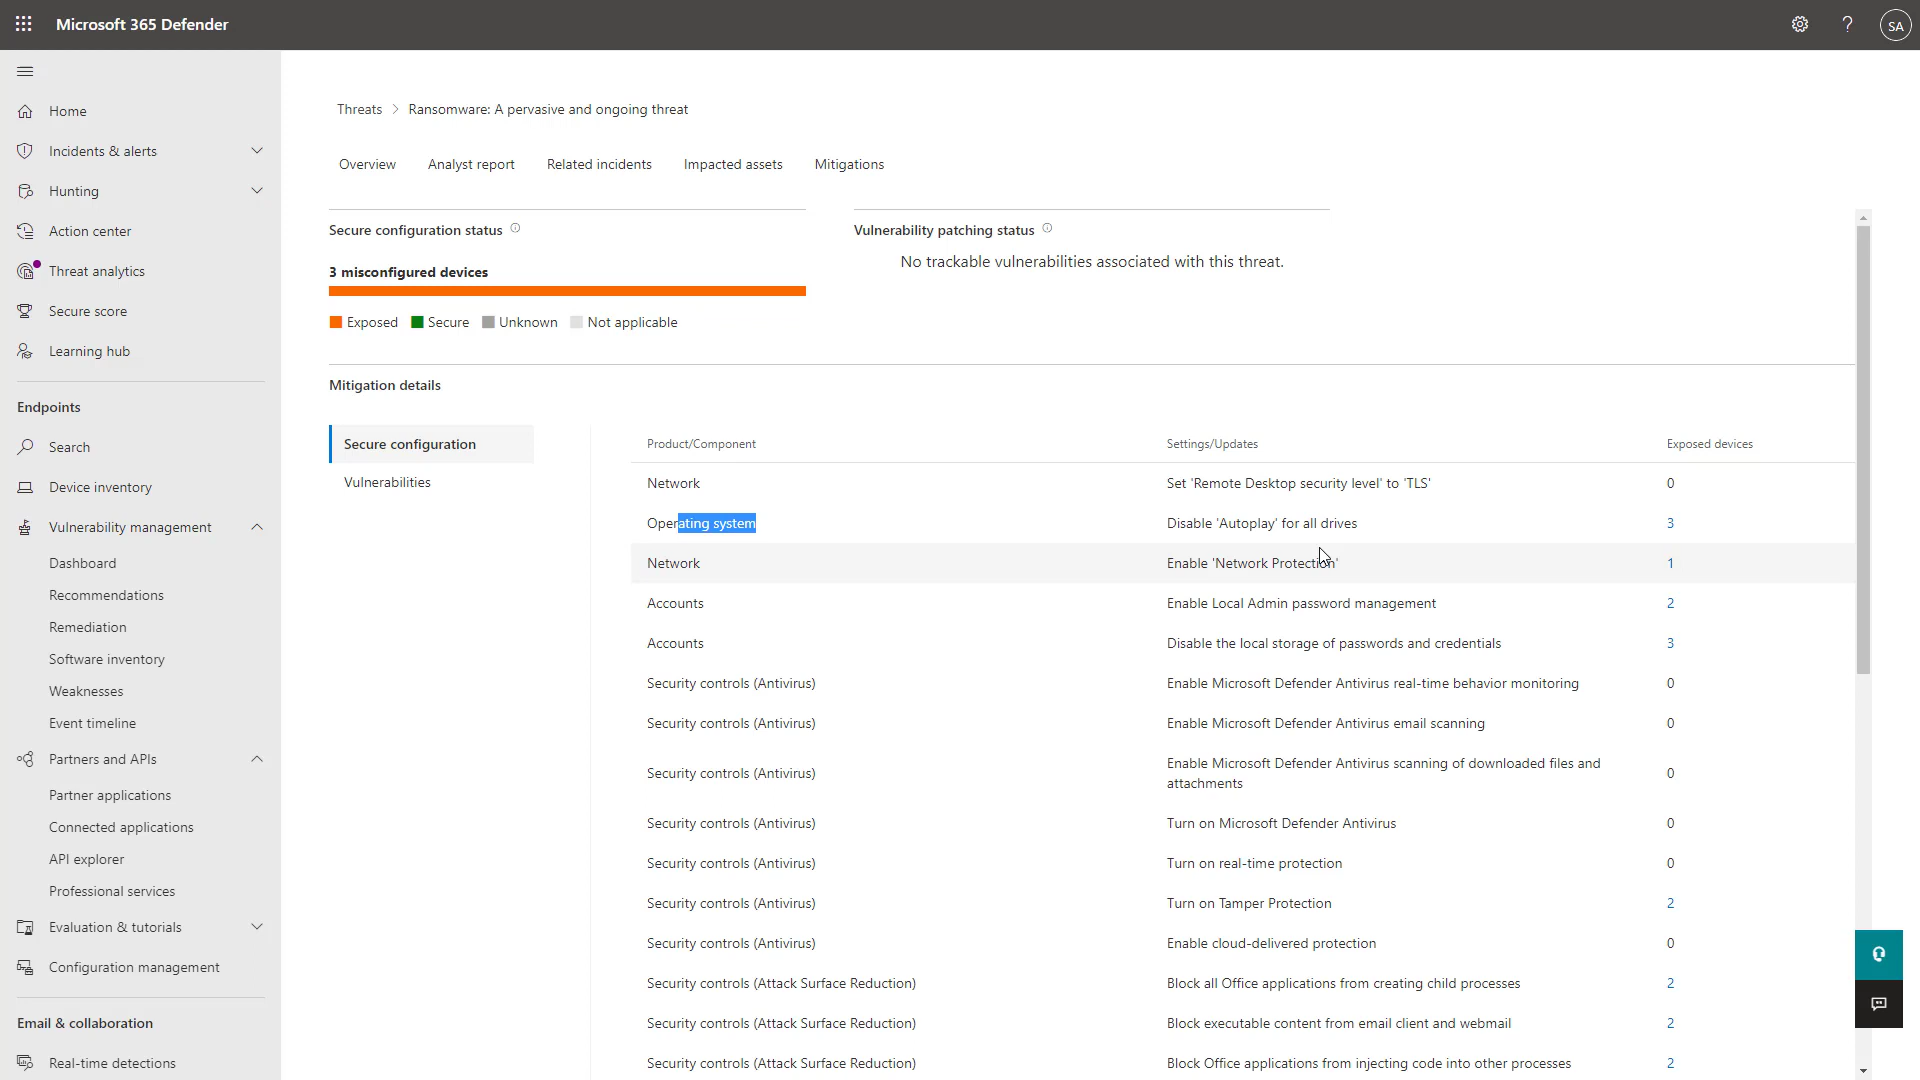 Microsoft 365 Defender
SA
Home
Incidents & alerts
Hunting
Action center
Threat analytics
Secure score
Learning hub
Endpoints
Search
Device inventory
Vulnerability management
Dashboard
Recommendations
Remediation
Software inventory
Weaknesses
Event timeline
Partners and APIs
Partner applications
Connected applications
API explorer
Professional services
Evaluation & tutorials
Configuration management
Email & collaboration
Real-time detections
Threats > Ransomware: A pervasive and ongoing threat
Overview Analyst report Related incidents Impacted assets Mitigations
Secure configuration status
3 misconfigured devices
Exposed Secure Unknown Not applicable
Vulnerability patching status
No trackable vulnerabilities associated with this threat.
Mitigation details
Secure configuration
Vulnerabilities
Product/Component Settings/Updates Exposed devices
Network Set 'Remote Desktop security level' to 'TLS' 0
Operating system Disable 'Autoplay' for all drives 3
Network Enable 'Network Protection' 1
Accounts Enable Local Admin password management 2
Accounts Disable the local storage of passwords and credentials 3
Security controls (Antivirus) Enable Microsoft Defender Antivirus real-time behavior monitoring 0
Security controls (Antivirus) Enable Microsoft Defender Antivirus email scanning 0
Security controls (Antivirus) Enable Microsoft Defender Antivirus scanning of downloaded files and
attachments 0
Security controls (Antivirus) Turn on Microsoft Defender Antivirus 0
Security controls (Antivirus) Turn on real-time protection 0
Security controls (Antivirus) Turn on Tamper Protection 2
Security controls (Antivirus) Enable cloud-delivered protection 0
Security controls (Attack Surface Reduction) Block all Office applications from creating child processes 2
Security controls (Attack Surface Reduction) Block executable content from email client and webmail 2
Security controls (Attack Surface Reduction) Block Office applications from injecting code into other processes 2